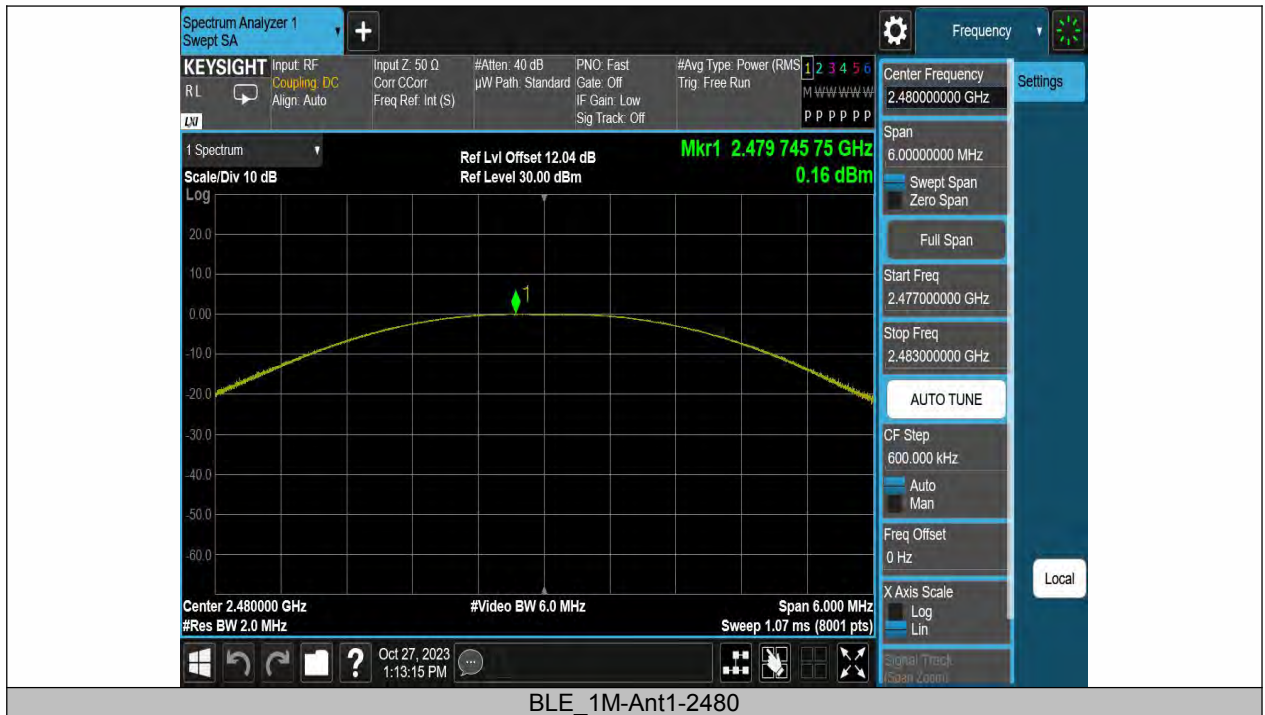 Spectrum Analyzer 1
Swept SA
Frequency
KEYSIGHT
RL
LXI
Input: RF
Coupling: DC
Align: Auto
Input Z: 50 Ω
Corr CCorr
Freq Ref: Int (S)
#Atten: 40 dB
µW Path: Standard
PNO: Fast
Gate: Off
IF Gain: Low
Sig Track: Off
#Avg Type: Power (RMS
Trig: Free Run
1 2 3 4 5 6
M W W W W W
P P P P P P
1 Spectrum
Scale/Div 10 dB
Log
Ref Lvl Offset 12.04 dB
Ref Level 30.00 dBm
Mkr1 2.479 745 75 GHz
0.16 dBm
20.0
10.0
0.00
-10.0
-20.0
-30.0
-40.0
-50.0
-60.0
1
Center 2.480000 GHz
#Res BW 2.0 MHz
#Video BW 6.0 MHz
Span 6.000 MHz
Sweep 1.07 ms (8001 pts)
?
Oct 27, 2023
1:13:15 PM
Center Frequency
2.480000000 GHz
Settings
Span
6.00000000 MHz
Swept Span
Zero Span
Full Span
Start Freq
2.477000000 GHz
Stop Freq
2.483000000 GHz
AUTO TUNE
CF Step
600.000 kHz
Auto
Man
Freq Offset
0 Hz
X Axis Scale
Log
Lin
Signal Track
(Span Zoom)
Local
BLE_1M-Ant1-2480